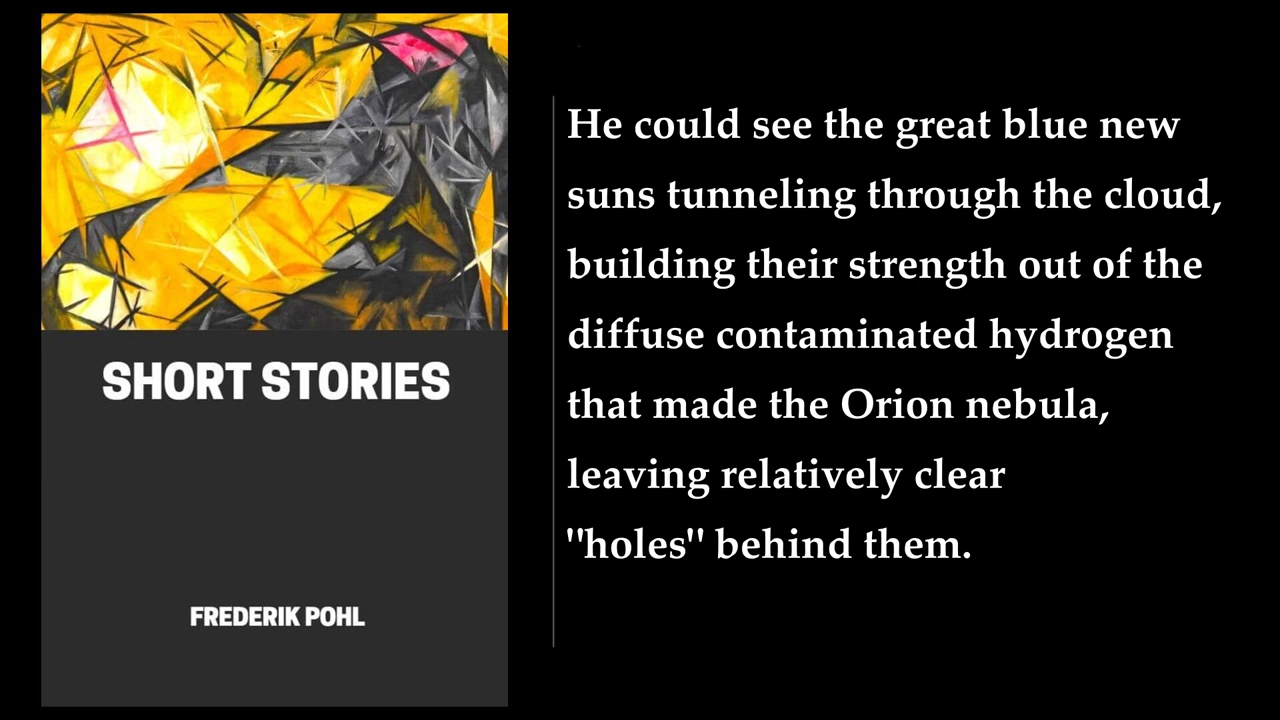 SHORT STORIES
FREDERIK POHL
He could see the great blue new
suns tunneling through the cloud,
building their strength out of the
diffuse contaminated hydrogen
that made the Orion nebula,
leaving relatively clear
"holes" behind them.